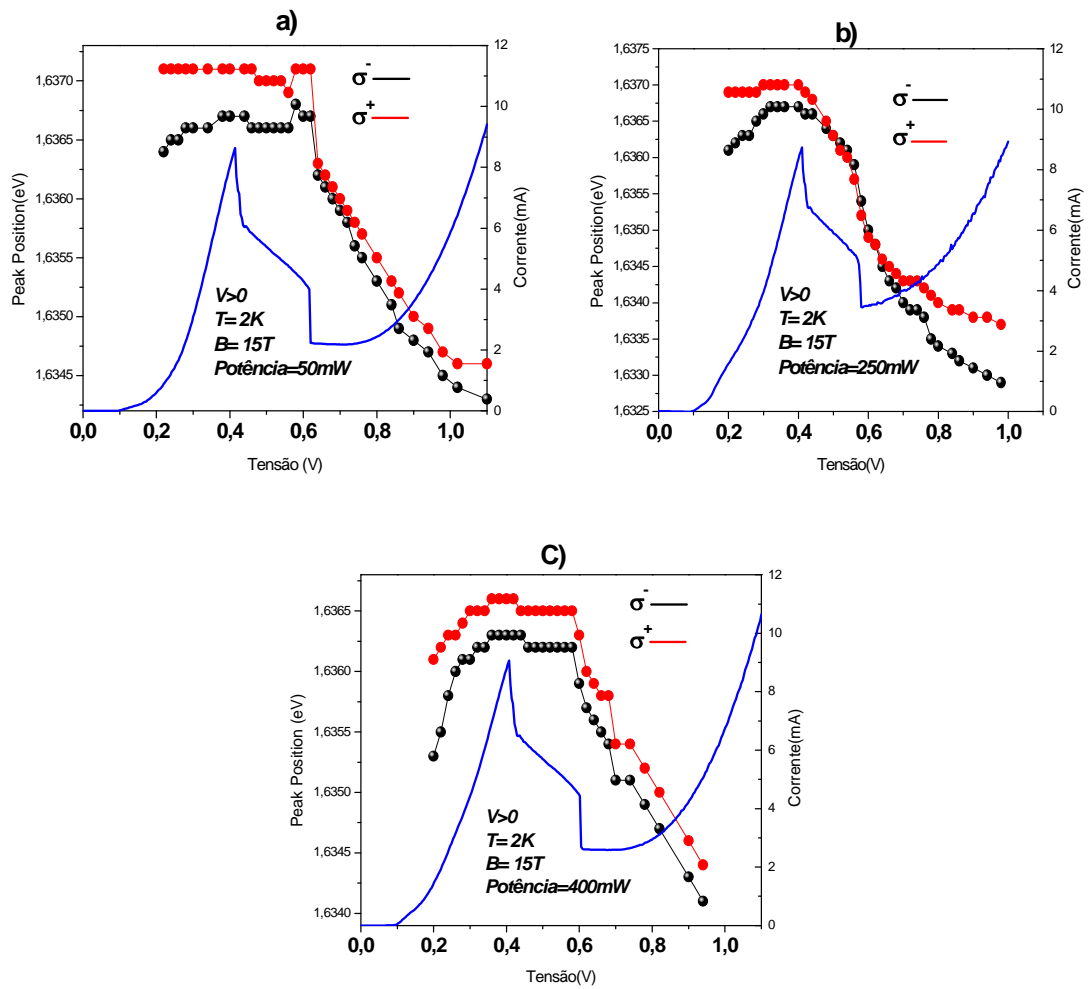 a)
1,6370
1,6365
1,6360
1,6355
1,6350
1,6345
Peak Position(eV)
σ-
σ+
V>0
T= 2K
B= 15T
Potência=50mW
12
10
8
6
4
2
0
Corrente(mA)
0,0 0,2 0,4 0,6 0,8 1,0
Tensão (V)
b)
1,6375
1,6370
1,6365
1,6360
1,6355
1,6350
1,6345
1,6340
1,6335
1,6330
1,6325
Peak Position(eV)
σ-
σ+
V>0
T= 2K
B= 15T
Potência=250mW
12
10
8
6
4
2
0
Corrente(mA)
0,0 0,2 0,4 0,6 0,8 1,0
Tensão(V)
C)
1,6365
1,6360
1,6355
1,6350
1,6345
1,6340
Peak Position (eV)
σ-
σ+
V>0
T= 2K
B= 15T
Potência=400mW
12
10
8
6
4
2
0
Corrente(mA)
0,0 0,2 0,4 0,6 0,8 1,0
Tensão(V)